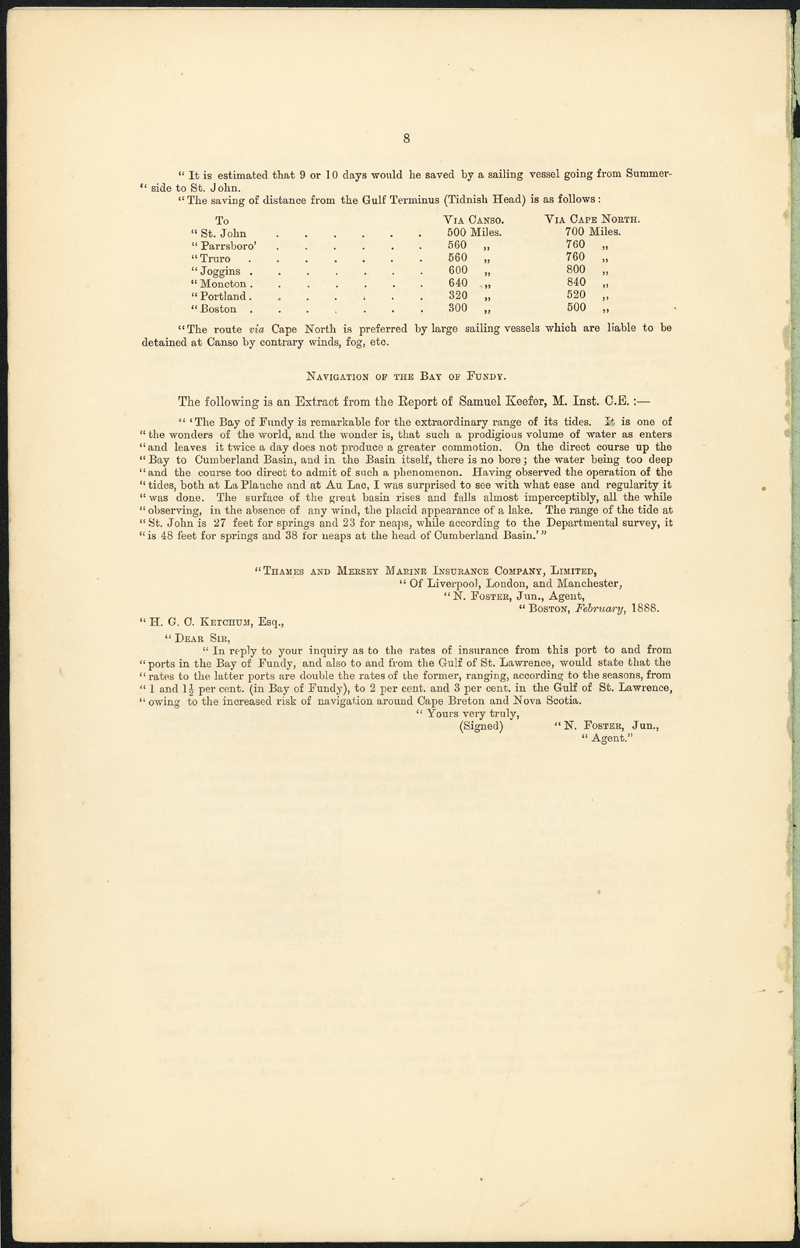 8
“ It is estimated that 9 or 10 days would he saved by a sailing vessel going from Summer-
“ side to St. John.
“ The saving of distance from the Gulf Terminus (Tidnish Head) is as follows :
To VIA CANSO. VIA CAPE NORTH.
“ St. John . . . . . . 500 Miles. 700 Miles.
“ Parrsboro’ . . . . . . 560 „ 760 „
“ Truro . . . . . . . 560 „ 760 „
“ Joggins . . . . . . . 600 „ 800 „
“ Moncton . . . . . . . 640 „ 840 „
“ Portland . . . . . . . 320 „ 520 „
“ Boston . . . . . . . 300 „ 500 „
“ The route via Cape North is preferred by large sailing vessels which are liable to be
detained at Canso by contrary winds, fog, etc.
NAVIGATION OF THE BAY OF FUNDY.
The following is an Extract from the Report of Samuel Keefer, M. Inst. C.E. :—
“ ‘ The Bay of Fundy is remarkable for the extraordinary range of its tides. It is one of
“ the wonders of the world, and the wonder is, that such a prodigious volume of water as enters
“ and leaves it twice a day does not produce a greater commotion. On the direct course up the
“ Bay to Cumberland Basin, and in the Basin itself, there is no bore ; the water being too deep
“ and the course too direct to admit of such a phenomenon. Having observed the operation of the
“ tides, both at La Planche and at Au Lac, I was surprised to see with what ease and regularity it
“ was done. The surface of the great basin rises and falls almost imperceptibly, all the while
“ observing, in the absence of any wind, the placid appearance of a lake. The range of the tide at
“ St. John is 27 feet for springs and 23 for neaps, while according to the Departmental survey, it
“ is 48 feet for springs and 38 for neaps at the head of Cumberland Basin.’ ”
“ THAMES AND MERSEY MARINE INSURANCE COMPANY, LIMITED,
“ Of Liverpool, London, and Manchester,
“ N. FOSTER, Jun., Agent,
“ BOSTON, February, 1888.
“ H. G. C. KETCHUM, Esq.,
“ DEAR SIR,
“ In reply to your inquiry as to the rates of insurance from this port to and from
“ ports in the Bay of Fundy, and also to and from the Gulf of St. Lawrence, would state that the
“ rates to the latter ports are double the rates of the former, ranging, according to the seasons, from
“ 1 and 1½ per cent. (in Bay of Fundy), to 2 per cent. and 3 per cent. in the Gulf of St. Lawrence,
“ owing to the increased risk of navigation around Cape Breton and Nova Scotia.
“ Yours very truly,
(Signed) “ N. FOSTER, Jun.,
“ Agent.”